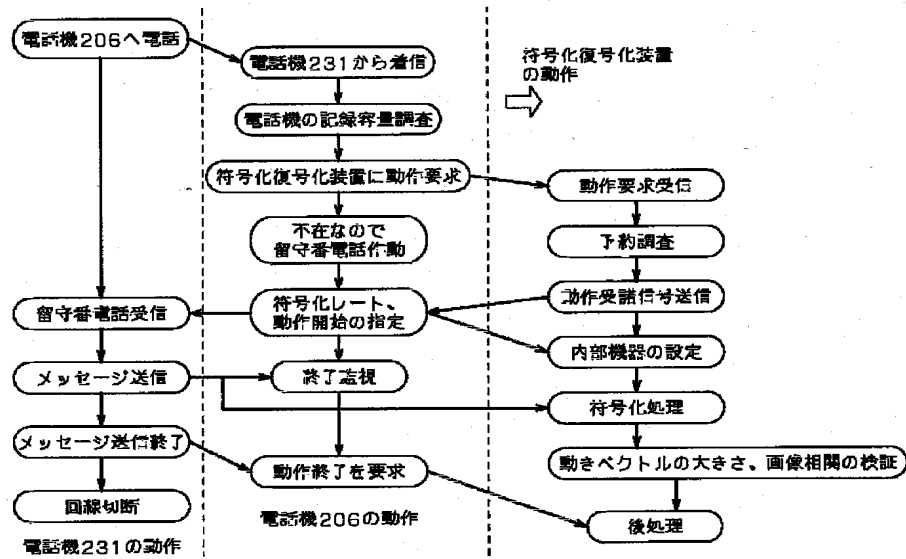 電話機206へ電話
留守番電話受信
メッセージ送信
メッセージ送信終了
回線切断
電話機231の動作
電話機231から着信
電話機の記録容量調査
符号化復号化装置に動作要求
不在なので
留守番電話作動
符号化レート、
動作開始の指定
終了監視
動作終了を要求
電話機206の動作
符号化復号化装置
の動作
動作要求受信
予約調査
動作受諾信号送信
内部機器の設定
符号化処理
動きベクトルの大きさ、画像相関の検証
後処理